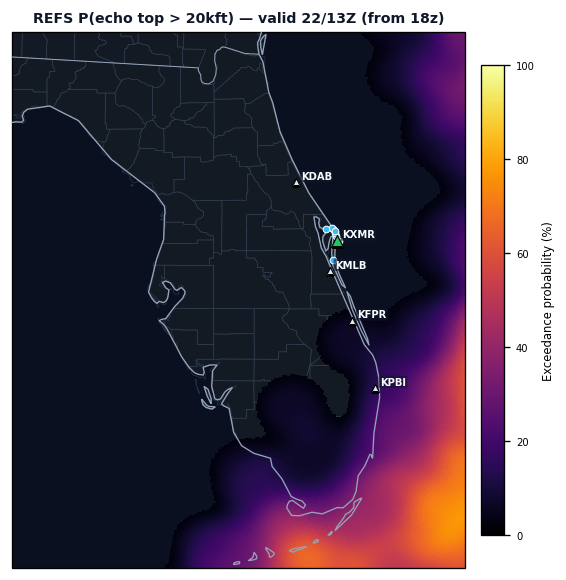 REFS P(echo top > 20kft) — valid 22/13Z (from 18z)
KDAB
KXMR
KMLB
KFPR
KPBI
100
80
60
40
20
0
Exceedance probability (%)